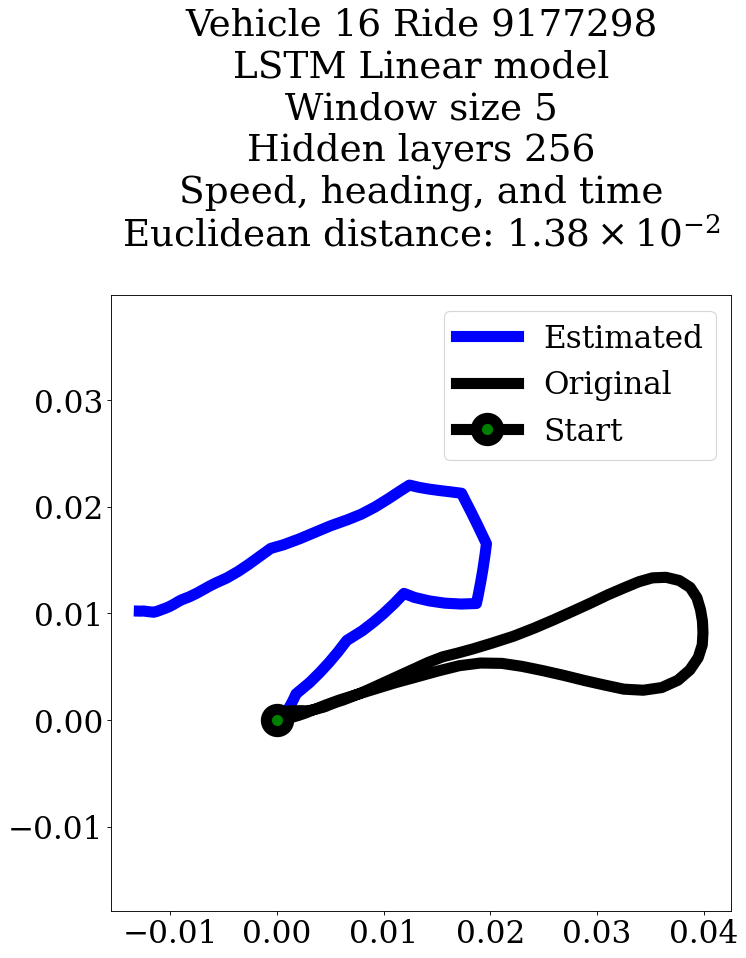 Vehicle 16 Ride 9177298
LSTM Linear model
Window size 5
Hidden layers 256
Speed, heading, and time
Euclidean distance: 1.38 × 10⁻²
Estimated
Original
Start
0.03
0.02
0.01
0.00
−0.01
−0.01 0.00 0.01 0.02 0.03 0.04